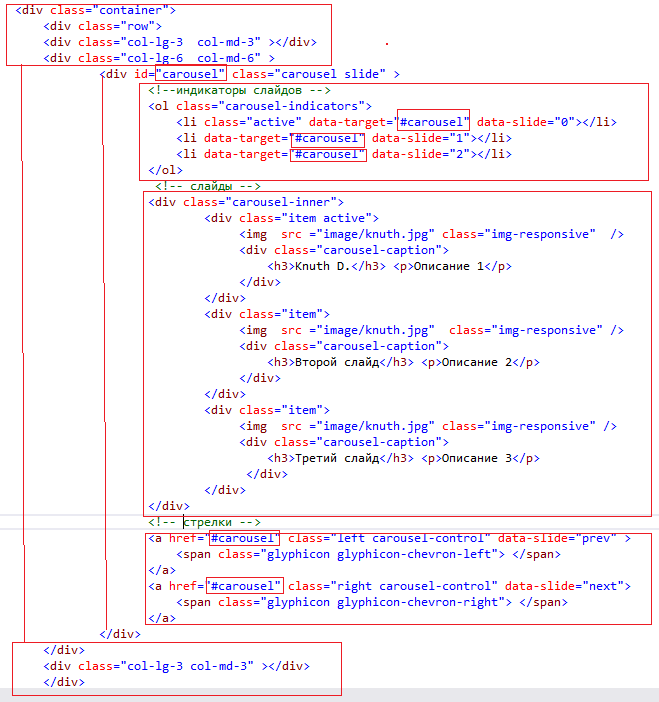 <div class="container">
<div class="row">
<div class="col-lg-3  col-md-3" ></div>
<div class="col-lg-6  col-md-6" >
<div id="carousel" class="carousel slide" >
<!--индикаторы слайдов -->
<ol class="carousel-indicators">
<li class="active" data-target="#carousel" data-slide="0"></li>
<li data-target="#carousel" data-slide="1"></li>
<li data-target="#carousel" data-slide="2"></li>
</ol>
<!-- слайды -->
<div class="carousel-inner">
<div class="item active">
<img  src ="image/knuth.jpg" class="img-responsive"  />
<div class="carousel-caption">
<h3>Knuth D.</h3> <p>Описание 1</p>
</div>
</div>
<div class="item">
<img  src ="image/knuth.jpg"  class="img-responsive" />
<div class="carousel-caption">
<h3>Второй слайд</h3> <p>Описание 2</p>
</div>
</div>
<div class="item">
<img  src ="image/knuth.jpg" class="img-responsive" />
<div class="carousel-caption">
<h3>Третий слайд</h3> <p>Описание 3</p>
</div>
</div>
</div>
<!-- стрелки -->
<a href="#carousel" class="left carousel-control" data-slide="prev" >
<span class="glyphicon glyphicon-chevron-left"> </span>
</a>
<a href="#carousel" class="right carousel-control" data-slide="next">
<span class="glyphicon glyphicon-chevron-right"> </span>
</a>
</div>
</div>
<div class="col-lg-3 col-md-3" ></div>
</div>